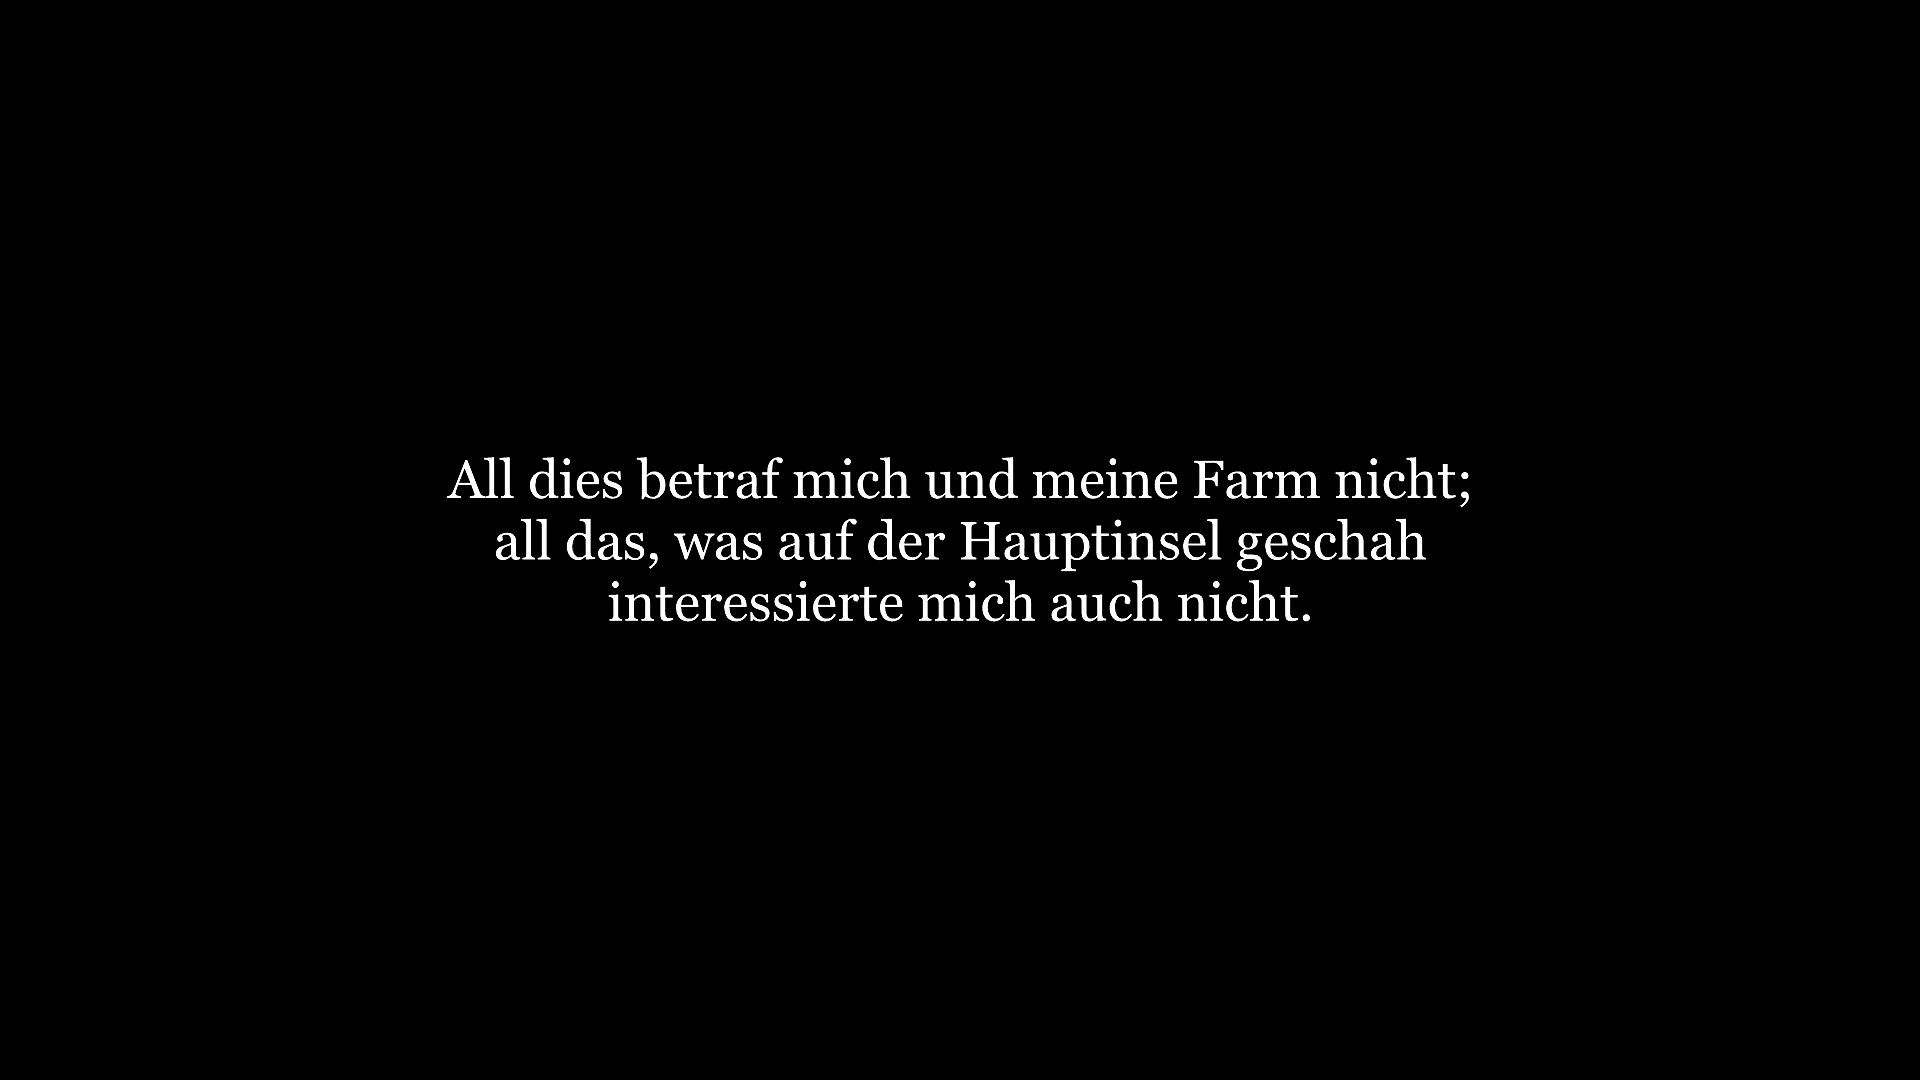 All dies betraf mich und meine Farm nicht;
all das, was auf der Hauptinsel geschah
interessierte mich auch nicht.